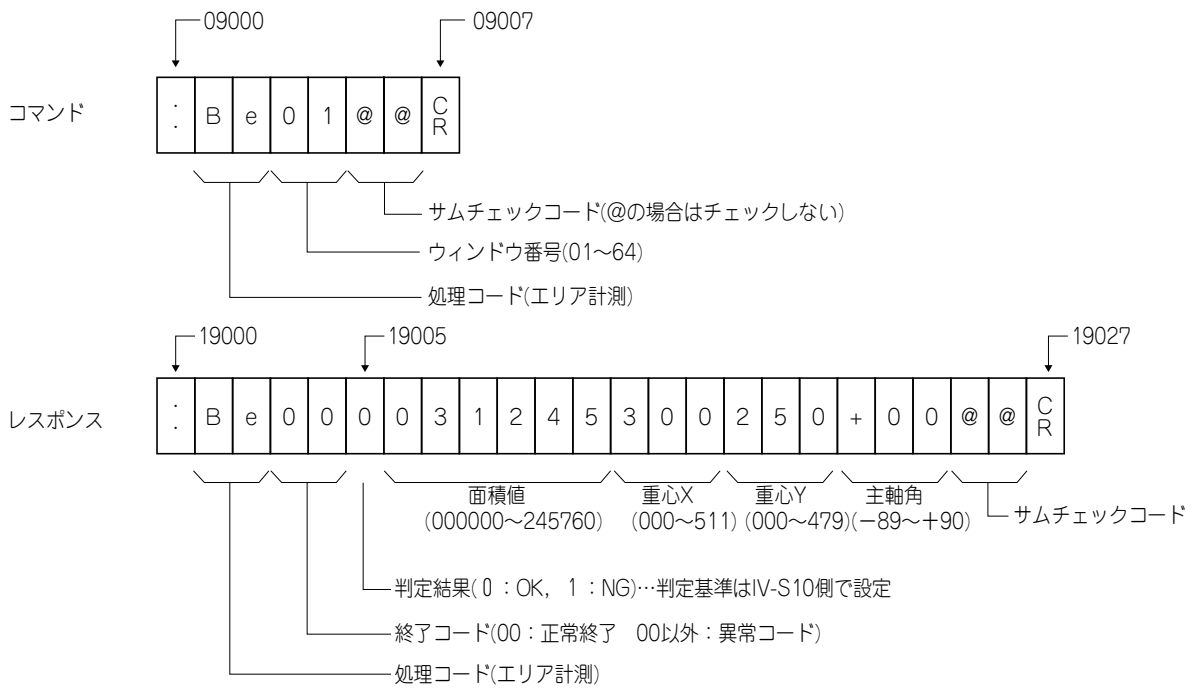 09000 09007
コマンド : B e 0 1 @ @ CR
サムチェックコード(@の場合はチェックしない)
ウィンドウ番号(01～64)
処理コード(エリア計測)
19000 19005 19027
レスポンス : B e 0 0 0 0 3 1 2 4 5 3 0 0 2 5 0 + 0 0 @ @ CR
面積値 重心X 重心Y 主軸角
(000000～245760) (000～511) (000～479) (−89～+90) サムチェックコード
判定結果(0：OK，1：NG)…判定基準はIV-S10側で設定
終了コード(00：正常終了　00以外：異常コード)
処理コード(エリア計測)